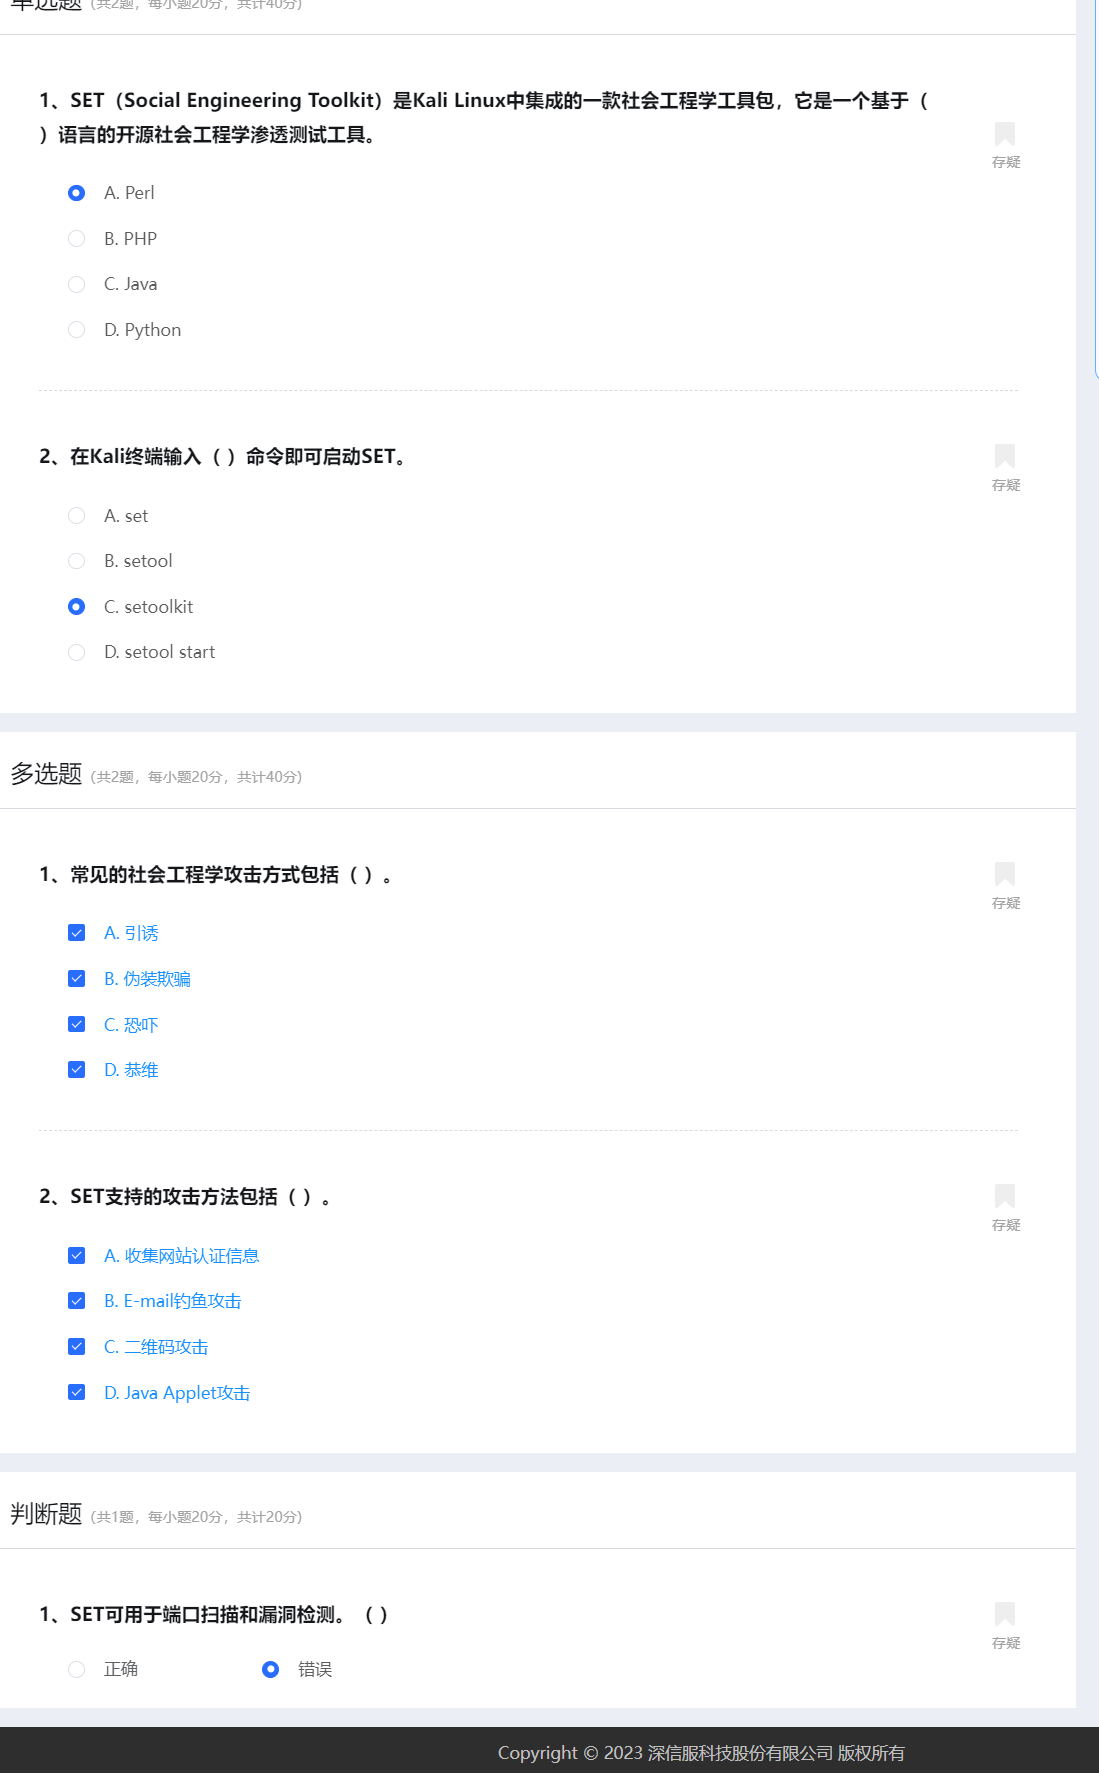 单选题（共2题，每小题20分，共计40分)
1、SET（Social Engineering Toolkit）是Kali Linux中集成的一款社会工程学工具包，它是一个基于（
）语言的开源社会工程学渗透测试工具。
存疑
A. Perl
B. PHP
C. Java
D. Python
2、在Kali终端输入（ ）命令即可启动SET。
存疑
A. set
B. setool
C. setoolkit
D. setool start
多选题（共2题，每小题20分，共计40分)
1、常见的社会工程学攻击方式包括（ ）。
存疑
A. 引诱
B. 伪装欺骗
C. 恐吓
D. 恭维
2、SET支持的攻击方法包括（ ）。
存疑
A. 收集网站认证信息
B. E-mail钓鱼攻击
C. 二维码攻击
D. Java Applet攻击
判断题（共1题，每小题20分，共计20分)
1、SET可用于端口扫描和漏洞检测。（ ）
存疑
正确 错误
Copyright © 2023 深信服科技股份有限公司 版权所有